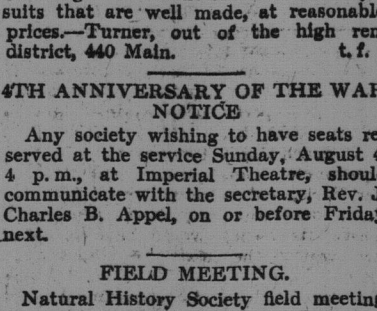 suits that are well made, at reasonabl
prices.—Turner, out of the high ren
district, 440 Main. t. f.
4TH ANNIVERSARY OF THE WAR
NOTICE
Any society wishing to have seats re
served at the service Sunday, August 4
4 p. m., at Imperial Theatre, shoul
communicate with the secretary, Rev. J
Charles B. Appel, on or before Frida
next.
FIELD MEETING.
Natural History Society field meeting